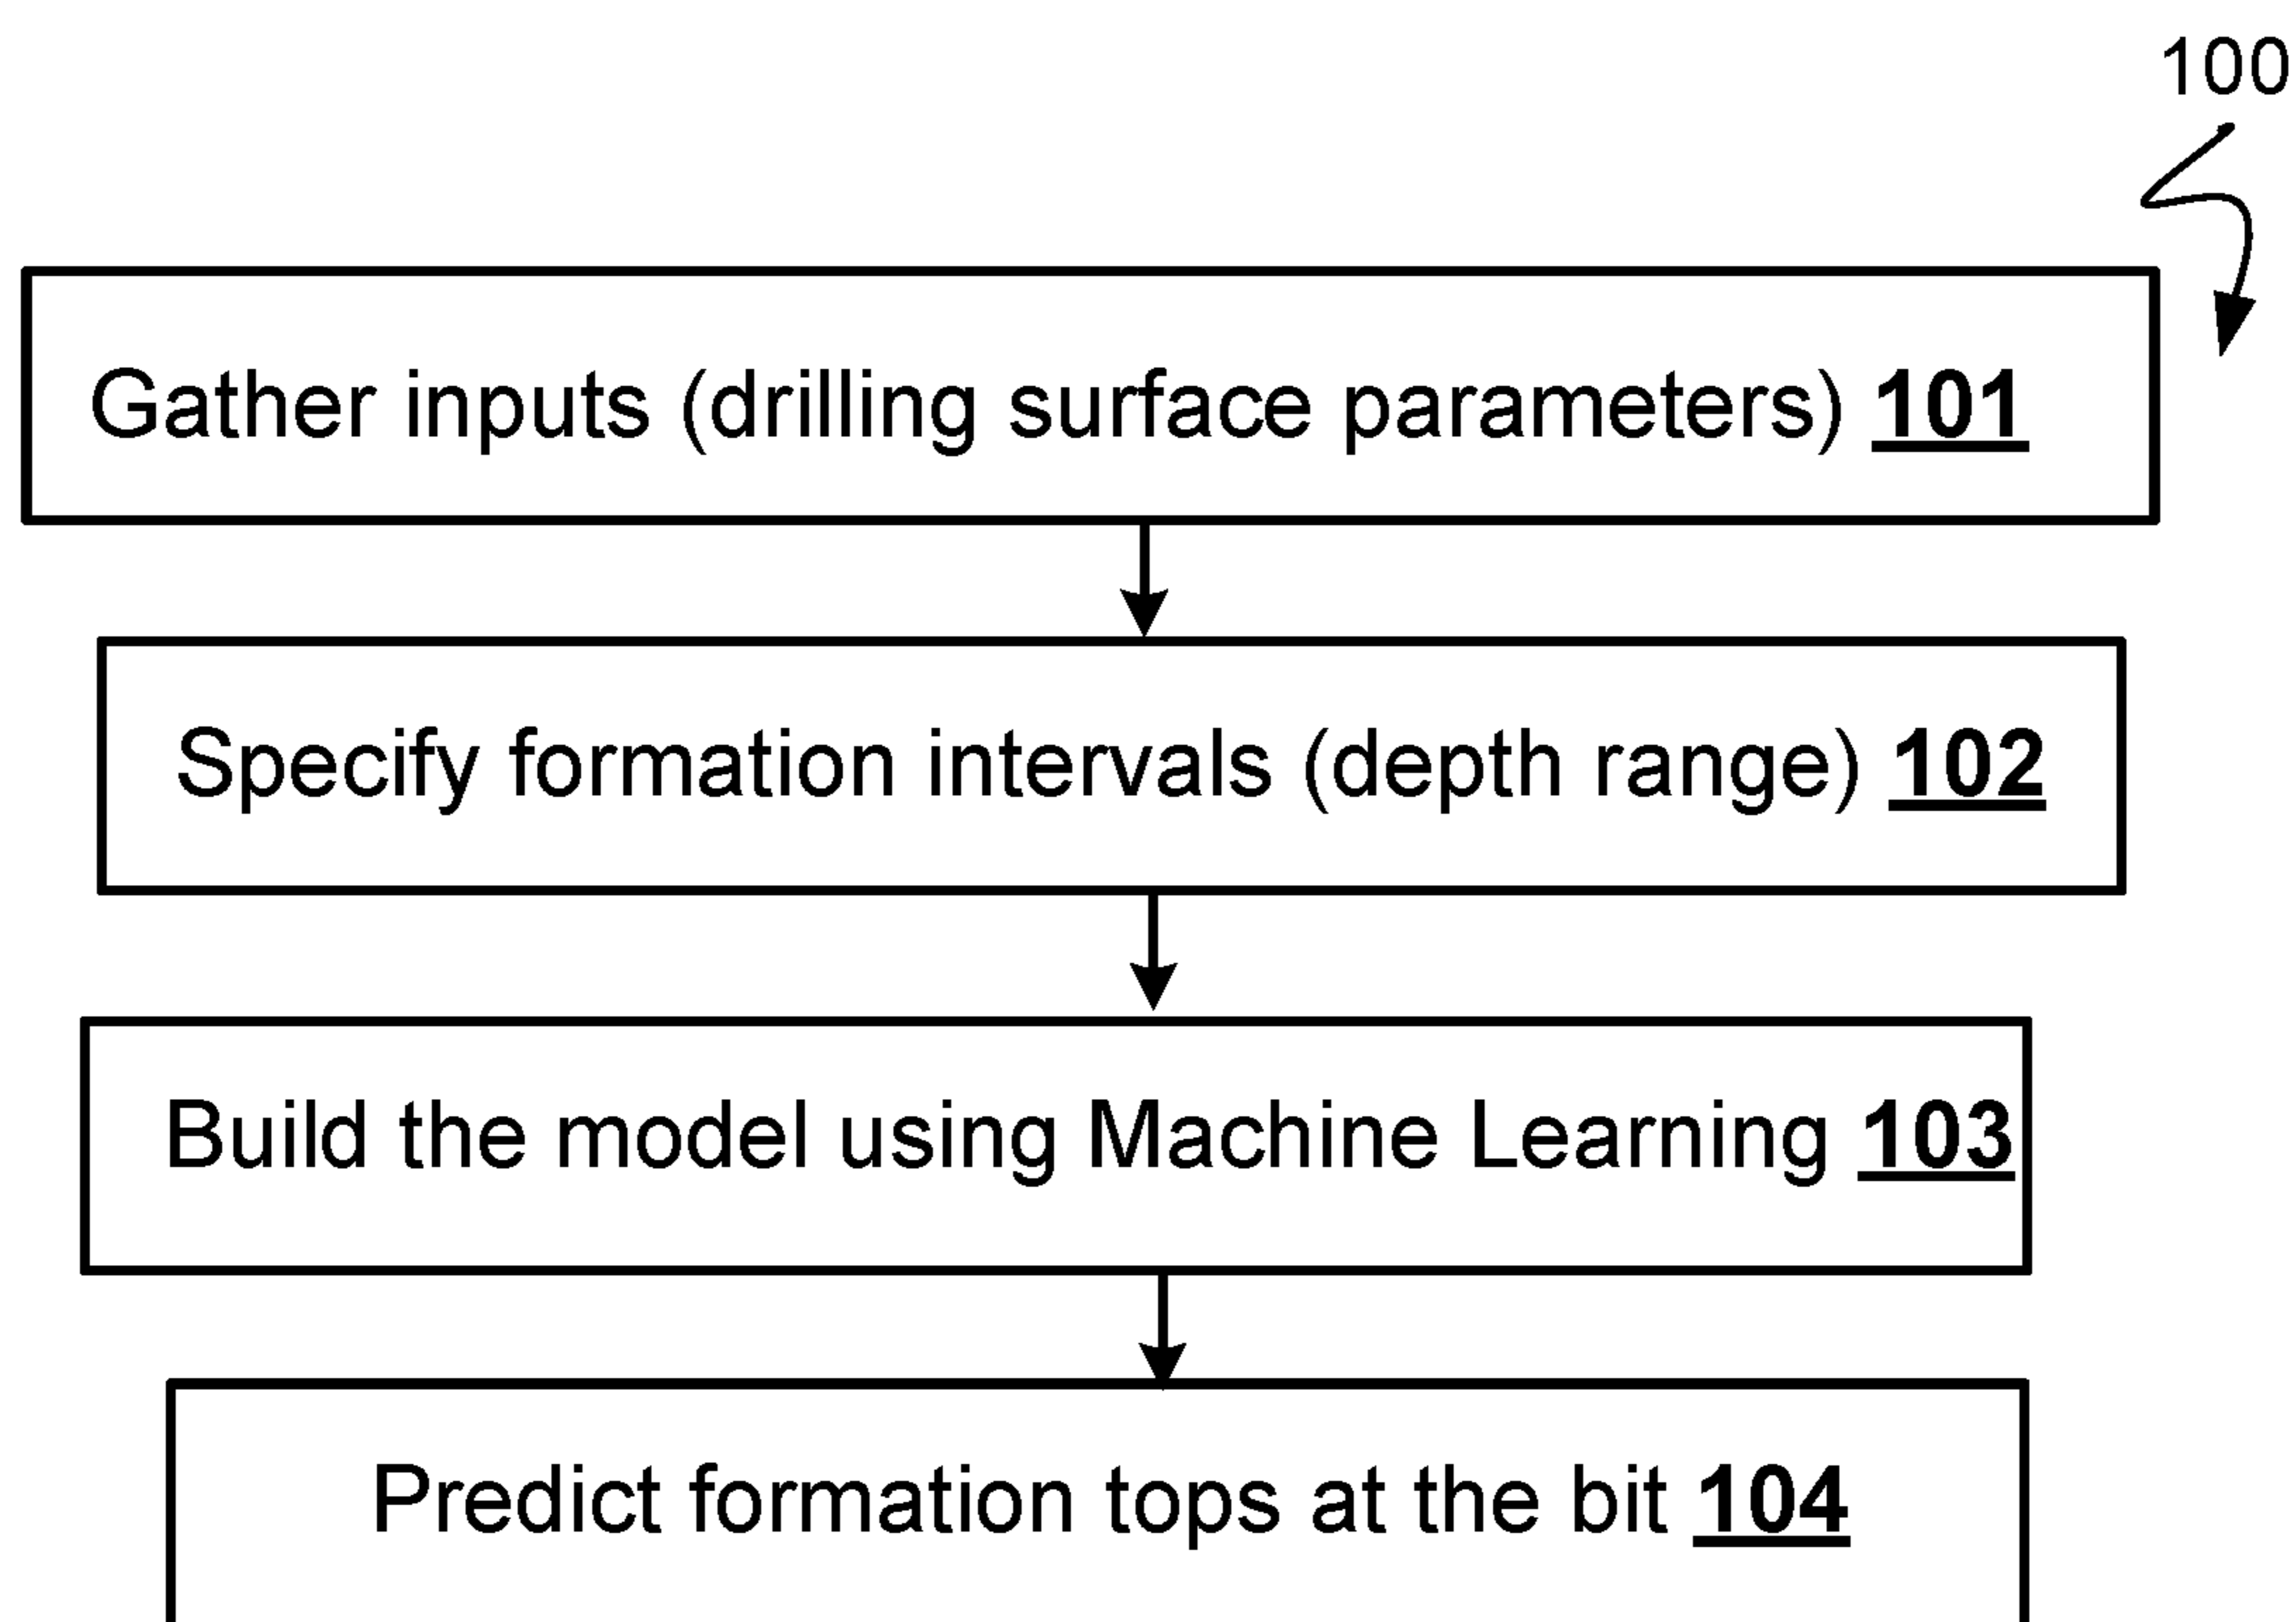 100
Gather inputs (drilling surface parameters) 101
Specify formation intervals (depth range) 102
Build the model using Machine Learning 103
Predict formation tops at the bit 104